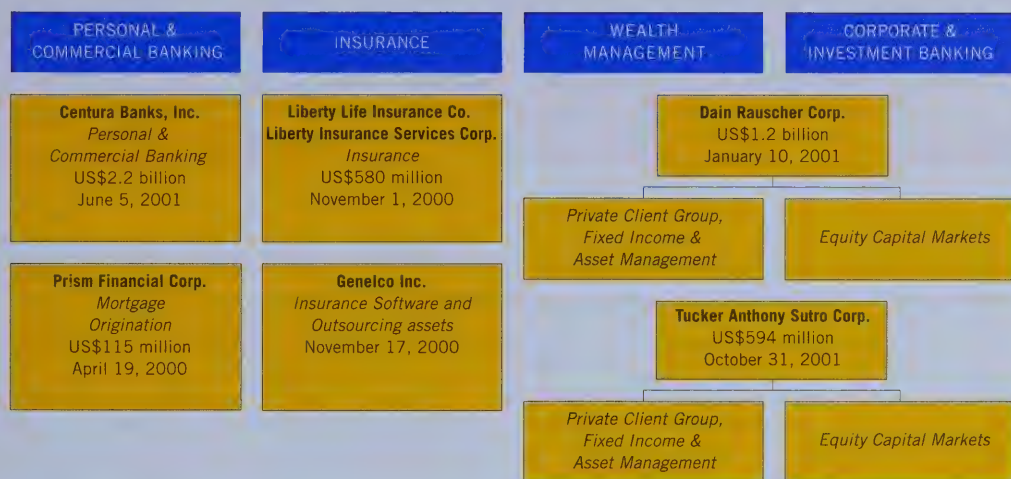 PERSONAL &
COMMERCIAL BANKING
INSURANCE
WEALTH
MANAGEMENT
CORPORATE &
INVESTMENT BANKING
Centura Banks, Inc.
Personal &
Commercial Banking
US$2.2 billion
June 5, 2001
Liberty Life Insurance Co.
Liberty Insurance Services Corp.
Insurance
US$580 million
November 1, 2000
Dain Rauscher Corp.
US$1.2 billion
January 10, 2001
Private Client Group,
Fixed Income &
Asset Management
Equity Capital Markets
Prism Financial Corp.
Mortgage
Origination
US$115 million
April 19, 2000
Genelco Inc.
Insurance Software and
Outsourcing assets
November 17, 2000
Tucker Anthony Sutro Corp.
US$594 million
October 31, 2001
Private Client Group,
Fixed Income &
Asset Management
Equity Capital Markets